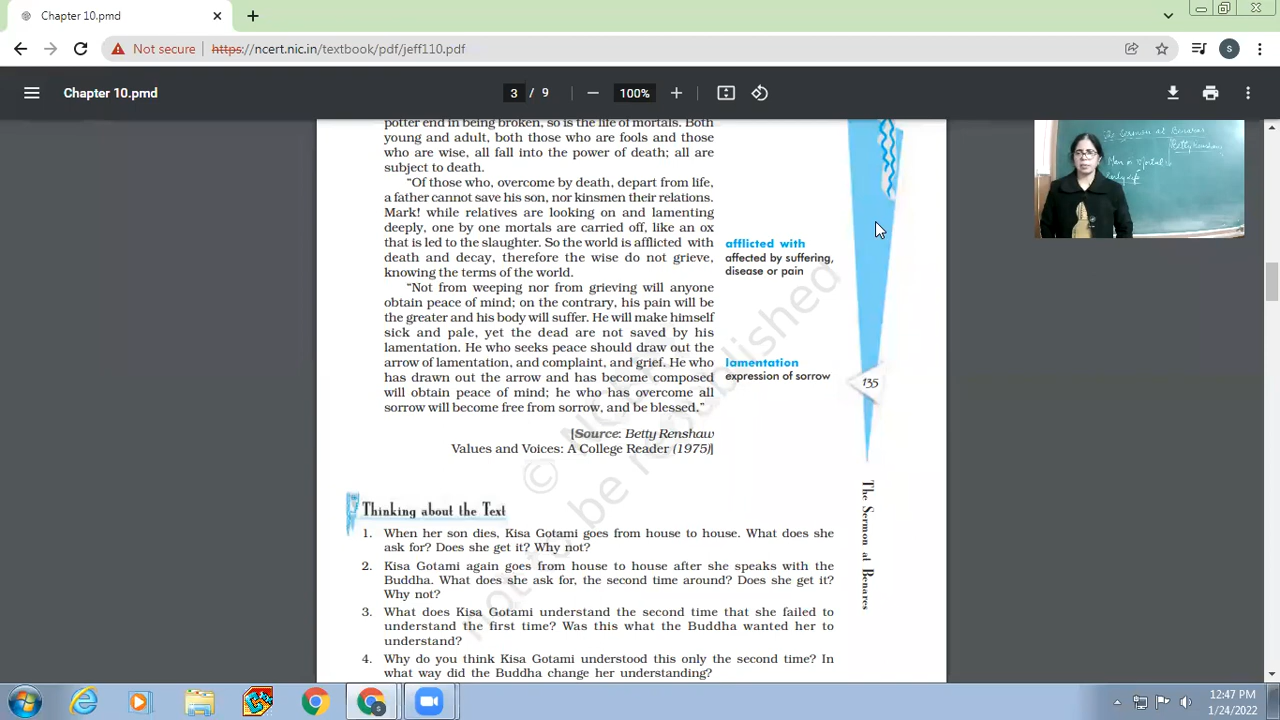 Chapter 10.pmd
Not secure
https://ncert.nic.in/textbook/pdf/jeff110.pdf
S
Chapter 10.pmd
3 / 9
100%
potter end in being broken, so is the life of mortals. Both
young and adult, both those who are fools and those
who are wise, all fall into the power of death; all are
subject to death.
“Of those who, overcome by death, depart from life,
a father cannot save his son, nor kinsmen their relations.
Mark! while relatives are looking on and lamenting
deeply, one by one mortals are carried off, like an ox
that is led to the slaughter. So the world is afflicted with
death and decay, therefore the wise do not grieve,
knowing the terms of the world.
afflicted with
affected by suffering,
disease or pain
“Not from weeping nor from grieving will anyone
obtain peace of mind; on the contrary, his pain will be
the greater and his body will suffer. He will make himself
sick and pale, yet the dead are not saved by his
lamentation. He who seeks peace should draw out the
arrow of lamentation, and complaint, and grief. He who
has drawn out the arrow and has become composed
will obtain peace of mind; he who has overcome all
sorrow will become free from sorrow, and be blessed.”
lamentation
expression of sorrow
135
[Source: Betty Renshaw
Values and Voices: A College Reader (1975)]
The Sermon at Benares
Thinking about the Text
1. When her son dies, Kisa Gotami goes from house to house. What does she
ask for? Does she get it? Why not?
2. Kisa Gotami again goes from house to house after she speaks with the
Buddha. What does she ask for, the second time around? Does she get it?
Why not?
3. What does Kisa Gotami understand the second time that she failed to
understand the first time? Was this what the Buddha wanted her to
understand?
4. Why do you think Kisa Gotami understood this only the second time? In
what way did the Buddha change her understanding?
not to be republished
The Sermon at Benares
Betty Renshaw
12:47 PM
1/24/2022